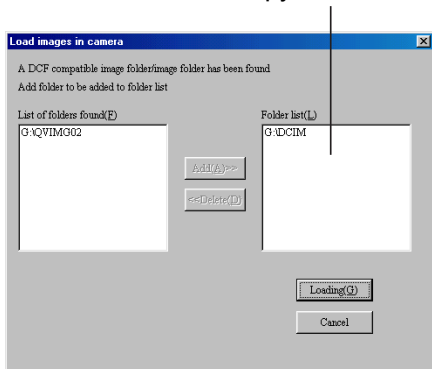 Load images in camera
A DCF compatible image folder/image folder has been found
Add folder to be added to folder list
List of folders found(F)
G:\QVIMG02
Add(A)>>
<<Delete(D)
Folder list(L)
G:\DCIM
Loading(G)
Cancel